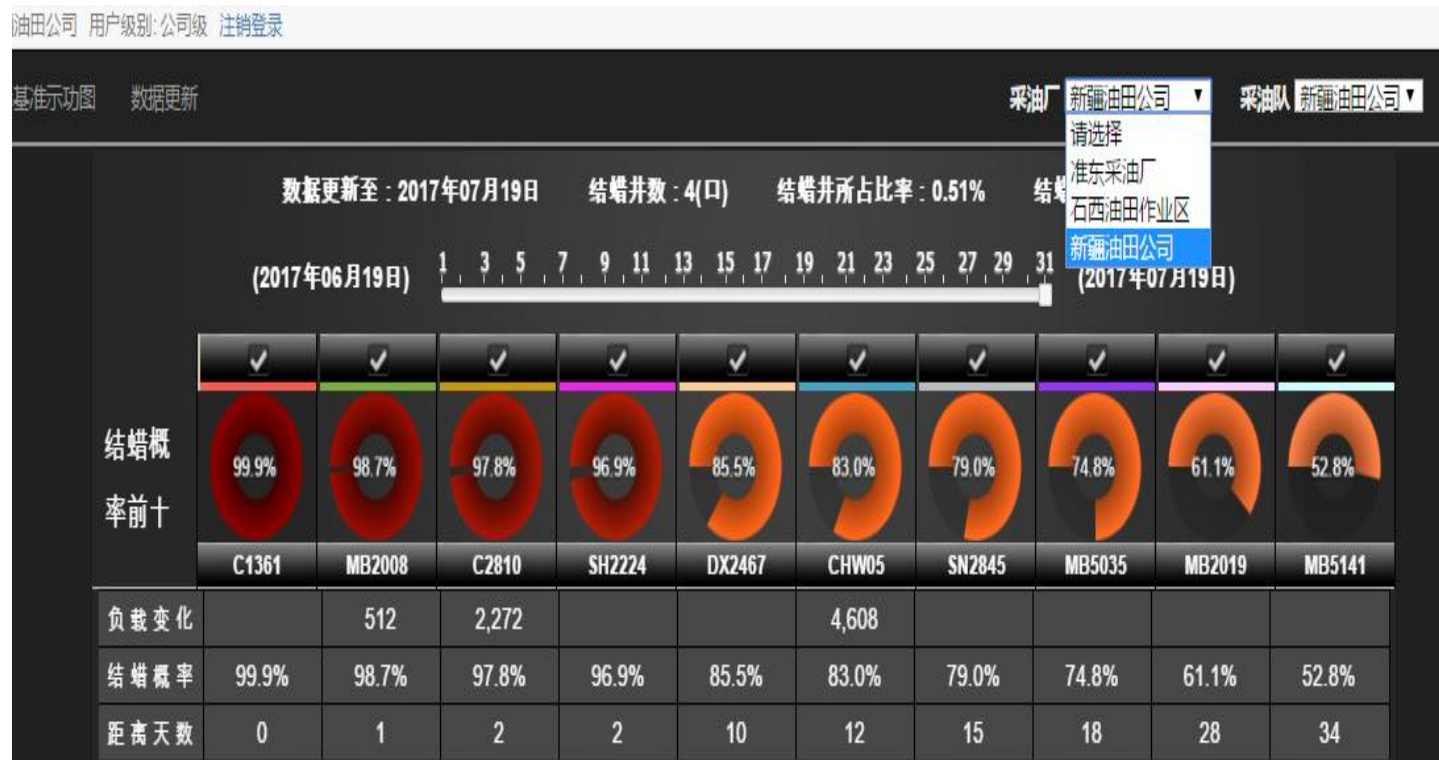 油田公司 用户级别:公司级 注销登录
基准示功图 数据更新 采油厂 新疆油田公司 采油队 新疆油田公司
请选择
准东采油厂
石西油田作业区
新疆油田公司
数据更新至:2017年07月19日 结蜡井数:4(口) 结蜡井所占比率:0.51% 结蜡
(2017年06月19日) 1 3 5 7 9 11 13 15 17 19 21 23 25 27 29 31 (2017年07月19日)
结蜡概
率前十
99.9% 98.7% 97.8% 96.9% 85.5% 83.0% 79.0% 74.8% 61.1% 52.8%
C1361 MB2008 C2810 SH2224 DX2467 CHW05 SN2845 MB5035 MB2019 MB5141
负载变化 512 2,272 4,608
结蜡概率 99.9% 98.7% 97.8% 96.9% 85.5% 83.0% 79.0% 74.8% 61.1% 52.8%
距离天数 0 1 2 2 10 12 15 18 28 34